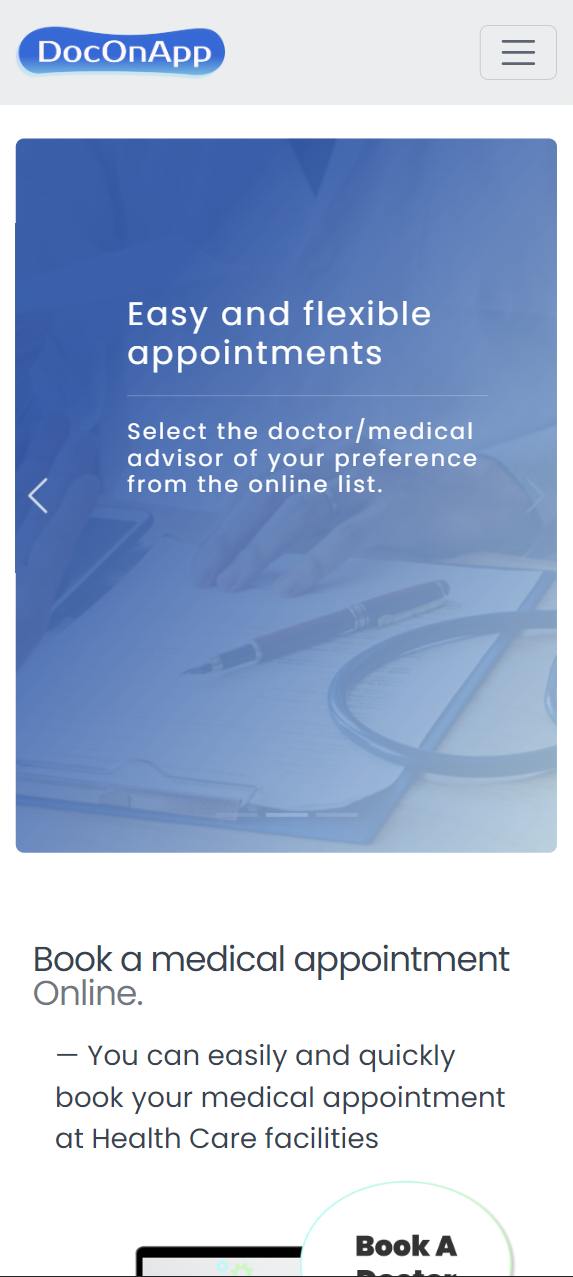 DocOnApp
Easy and flexible
appointments
Select the doctor/medical
advisor of your preference
from the online list.
Book a medical appointment
Online.
— You can easily and quickly
book your medical appointment
at Health Care facilities
Book A
Doctor